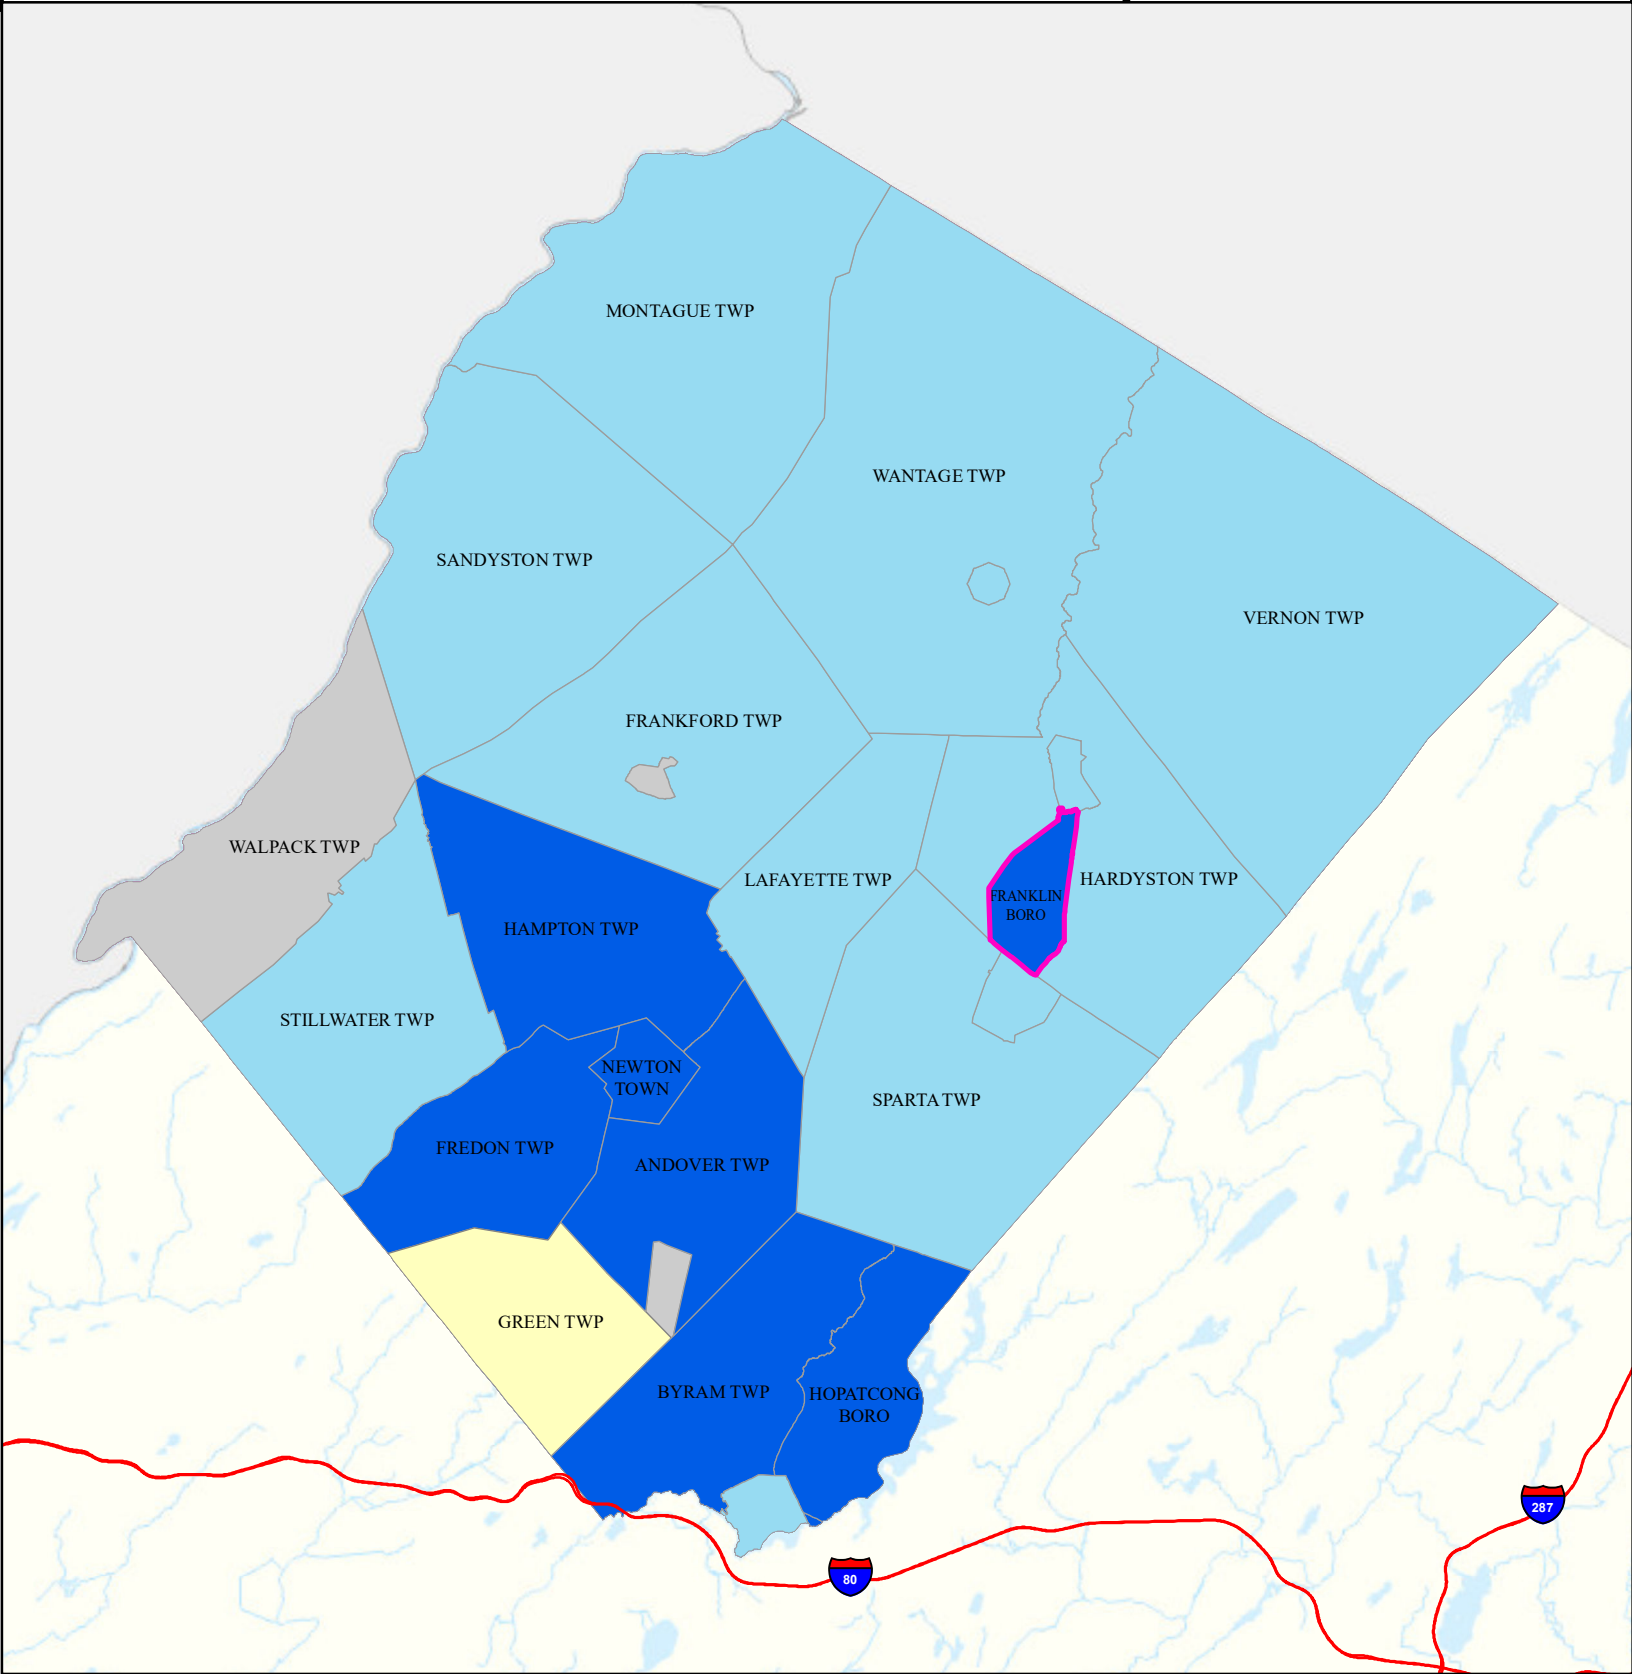 MONTAGUE TWP
WANTAGE TWP
SANDYSTON TWP
VERNON TWP
FRANKFORD TWP
WALPACK TWP
LAFAYETTE TWP
HARDYSTON TWP
FRANKLIN
BORO
HAMPTON TWP
STILLWATER TWP
NEWTON
TOWN
SPARTA TWP
FREDON TWP
ANDOVER TWP
GREEN TWP
BYRAM TWP
HOPATCONG
BORO
287
80